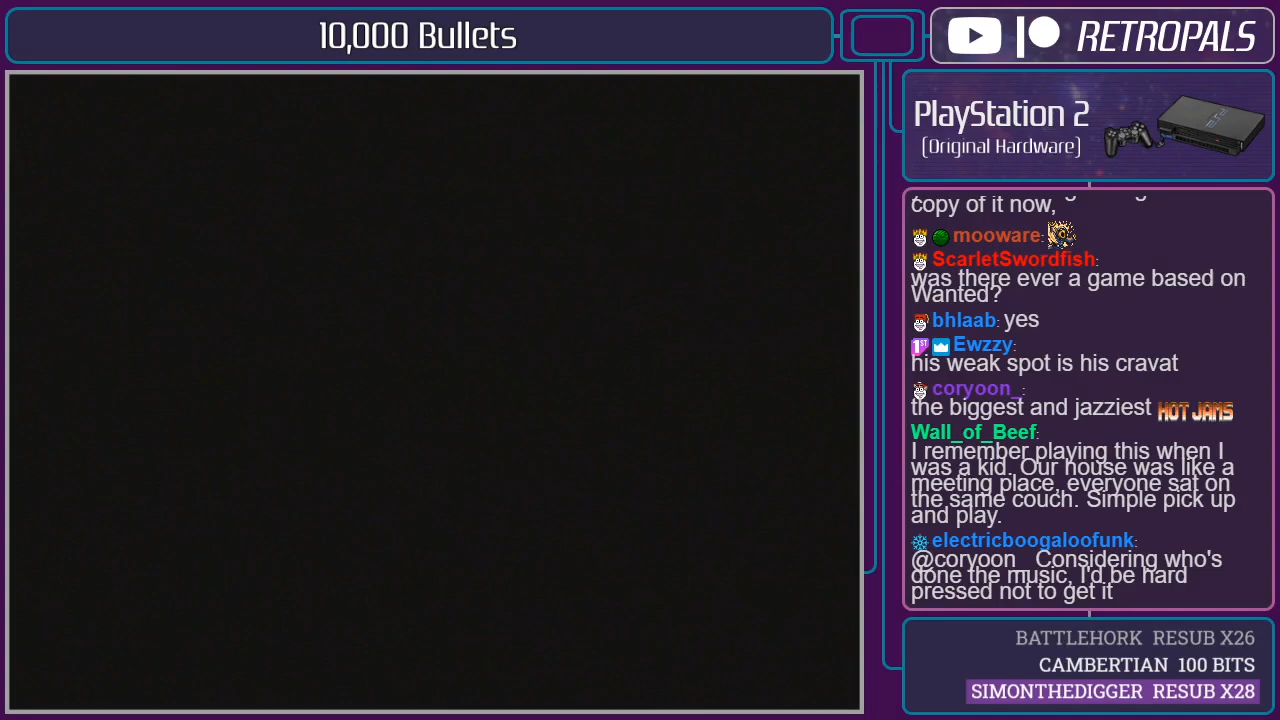 10,000 Bullets
RETROPALS
PlayStation 2
(Original Hardware)
copy of it now,
mooware:
ScarletSwordfish:
was there ever a game based on
Wanted?
bhlaab: yes
1ST Ewzzy:
his weak spot is his cravat
coryoon_:
the biggest and jazziest HOT JAMS
Wall_of_Beef:
I remember playing this when I
was a kid. Our house was like a
meeting place, everyone sat on
the same couch. Simple pick up
and play.
electricboogaloofunk:
@coryoon_ Considering who's
done the music, I'd be hard
pressed not to get it
BATTLEHORK RESUB X26
CAMBERTIAN 100 BITS
SIMONTHEDIGGER RESUB X28